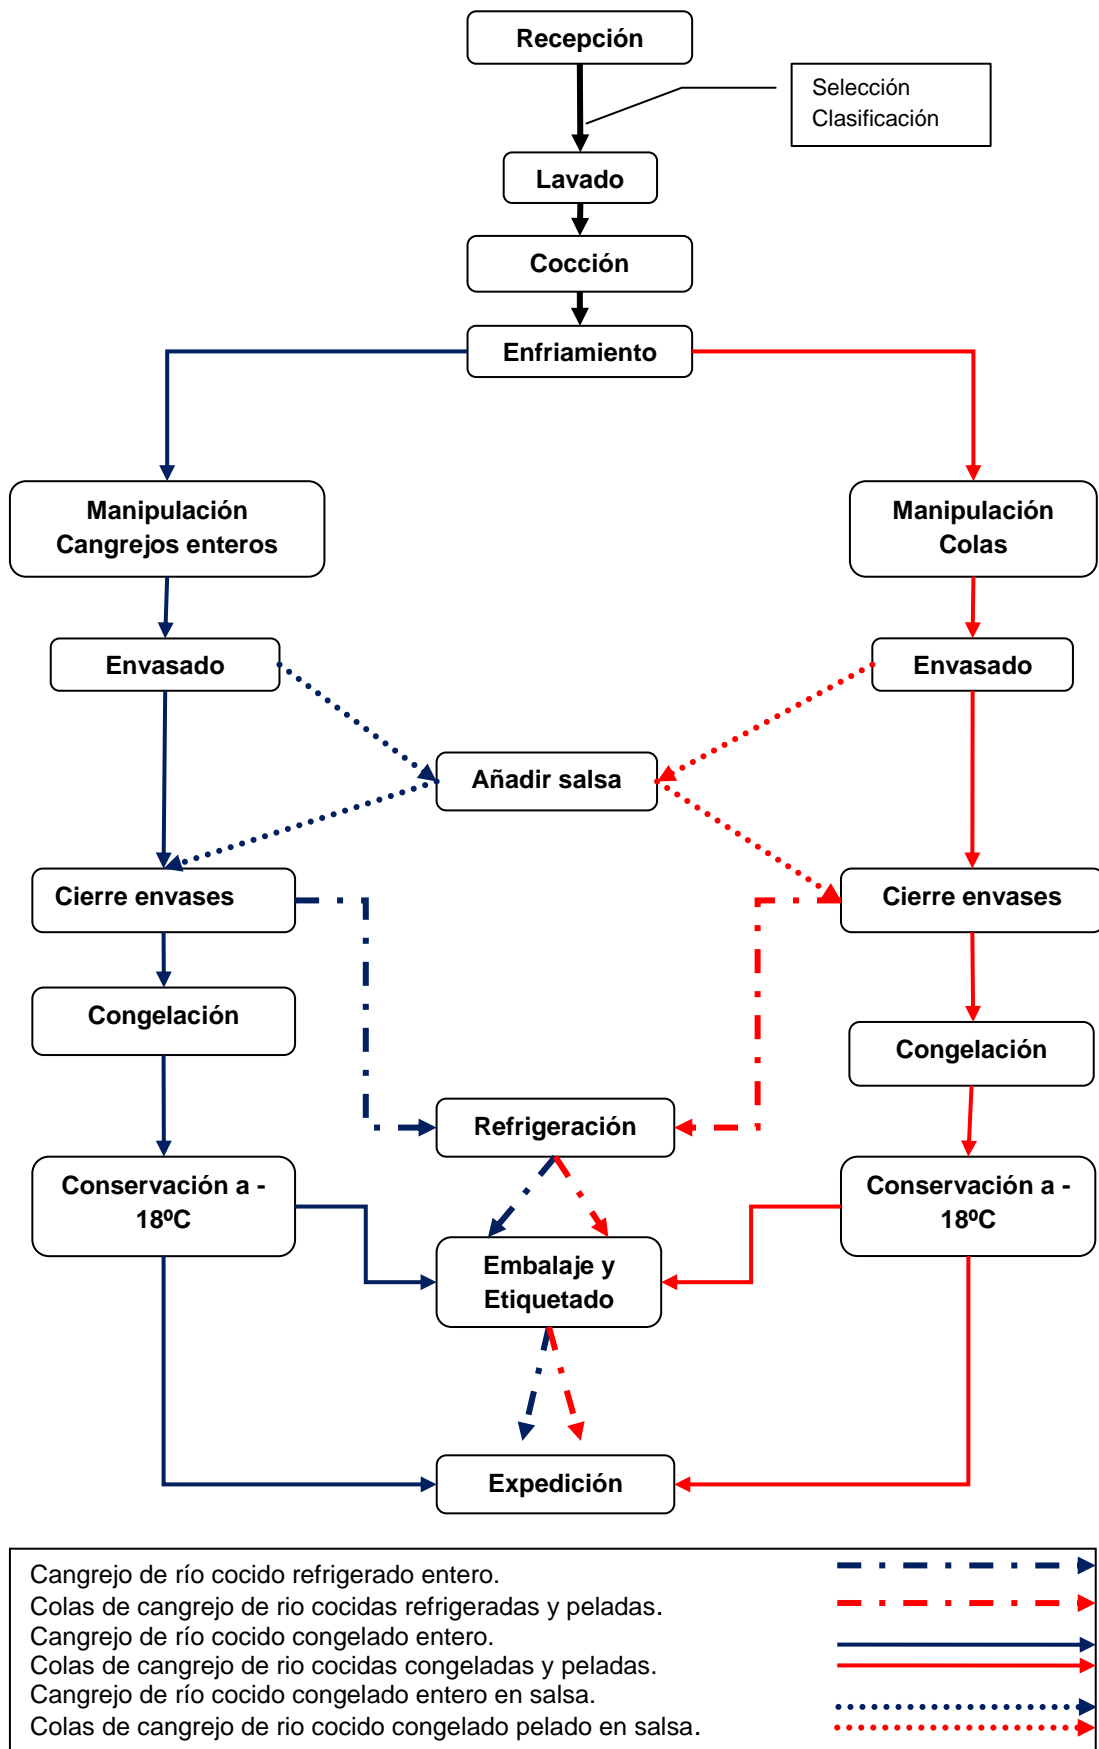 Recepción
Selección
Clasificación
Lavado
Cocción
Enfriamiento
Manipulación
Cangrejos enteros
Manipulación
Colas
Envasado
Envasado
Añadir salsa
Cierre envases
Cierre envases
Congelación
Congelación
Refrigeración
Conservación a -
18ºC
Conservación a -
18ºC
Embalaje y
Etiquetado
Expedición
Cangrejo de río cocido refrigerado entero.
Colas de cangrejo de rio cocidas refrigeradas y peladas.
Cangrejo de río cocido congelado entero.
Colas de cangrejo de rio cocidas congeladas y peladas.
Cangrejo de río cocido congelado entero en salsa.
Colas de cangrejo de rio cocido congelado pelado en salsa.